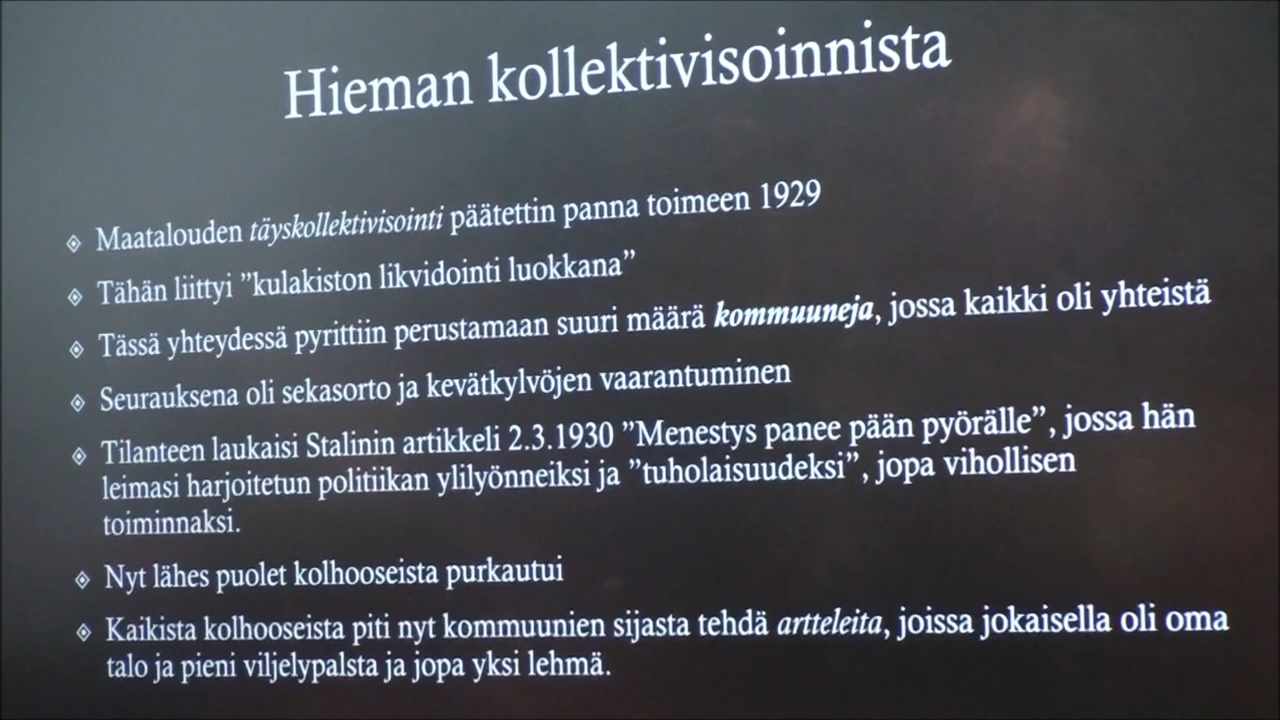 Hieman kollektivisoinnista
Maatalouden täyskollektivisointi päätettin panna toimeen 1929
Tähän liittyi ”kulakiston likvidointi luokkana”
Tässä yhteydessä pyrittiin perustamaan suuri määrä kommuuneja, jossa kaikki oli yhteistä
Seurauksena oli sekasorto ja kevätkylvöjen vaarantuminen
Tilanteen laukaisi Stalinin artikkeli 2.3.1930 ”Menestys panee pään pyörälle”, jossa hän
leimasi harjoitetun politiikan ylilyönneiksi ja ”tuholaisuudeksi”, jopa vihollisen
toiminnaksi.
Nyt lähes puolet kolhooseista purkautui
Kaikista kolhooseista piti nyt kommuunien sijasta tehdä artteleita, joissa jokaisella oli oma
talo ja pieni viljelypalsta ja jopa yksi lehmä.